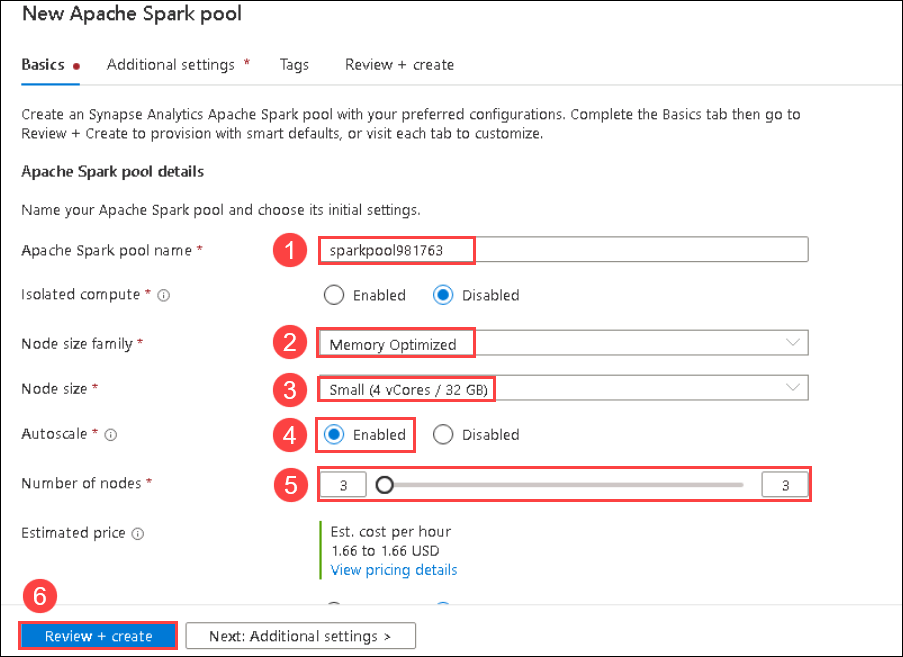 New Apache Spark pool
Basics * Additional settings * Tags Review + create
Create an Synapse Analytics Apache Spark pool with your preferred configurations. Complete the Basics tab then go to
Review + Create to provision with smart defaults, or visit each tab to customize.
Apache Spark pool details
Name your Apache Spark pool and choose its initial settings.
Apache Spark pool name * 1 sparkpool981763
Isolated compute * Enabled Disabled
Node size family * 2 Memory Optimized
Node size * 3 Small (4 vCores / 32 GB)
Autoscale * 4 Enabled Disabled
Number of nodes * 5 3 3
Estimated price Est. cost per hour
1.66 to 1.66 USD
View pricing details
6
Review + create Next: Additional settings >